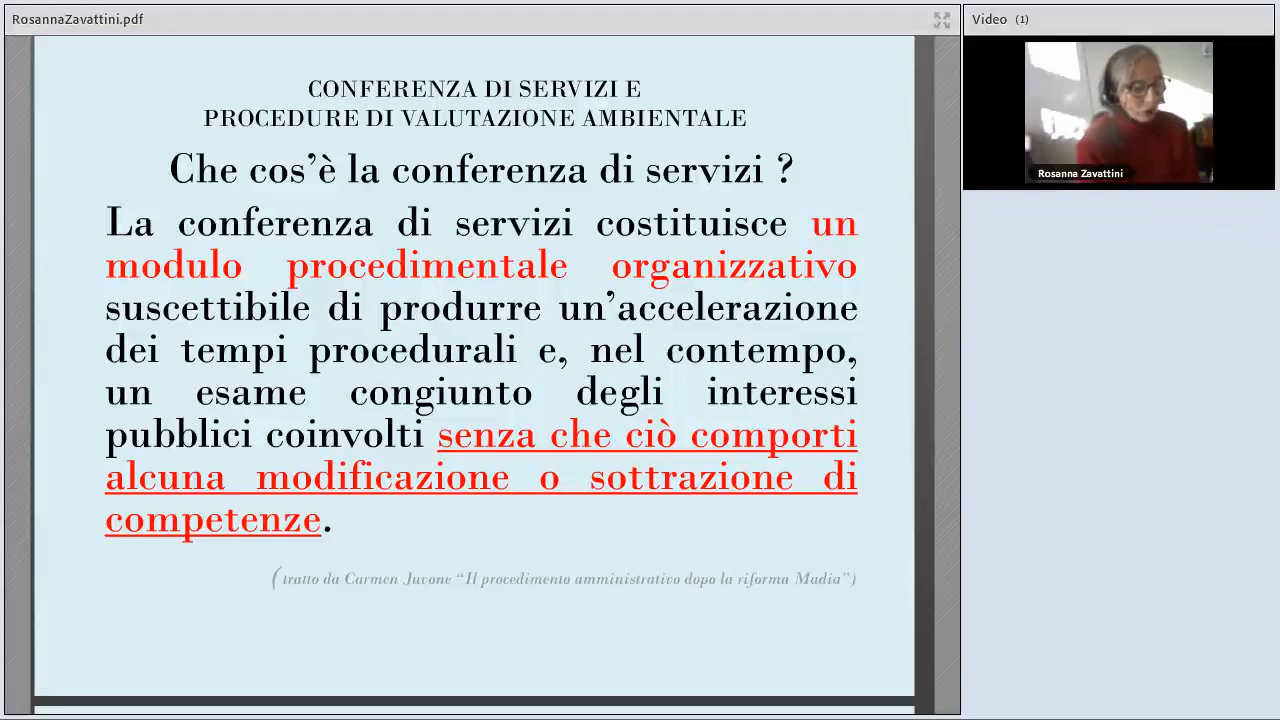 RosannaZavattini.pdf
Video (1)
Rosanna Zavattini
CONFERENZA DI SERVIZI E
PROCEDURE DI VALUTAZIONE AMBIENTALE
Che cos’è la conferenza di servizi ?
La conferenza di servizi costituisce un
modulo procedimentale organizzativo
suscettibile di produrre un’accelerazione
dei tempi procedurali e, nel contempo,
un esame congiunto degli interessi
pubblici coinvolti senza che ciò comporti
alcuna modificazione o sottrazione di
competenze.
(tratto da Carmen Juvone “Il procedimento amministrativo dopo la riforma Madia”)